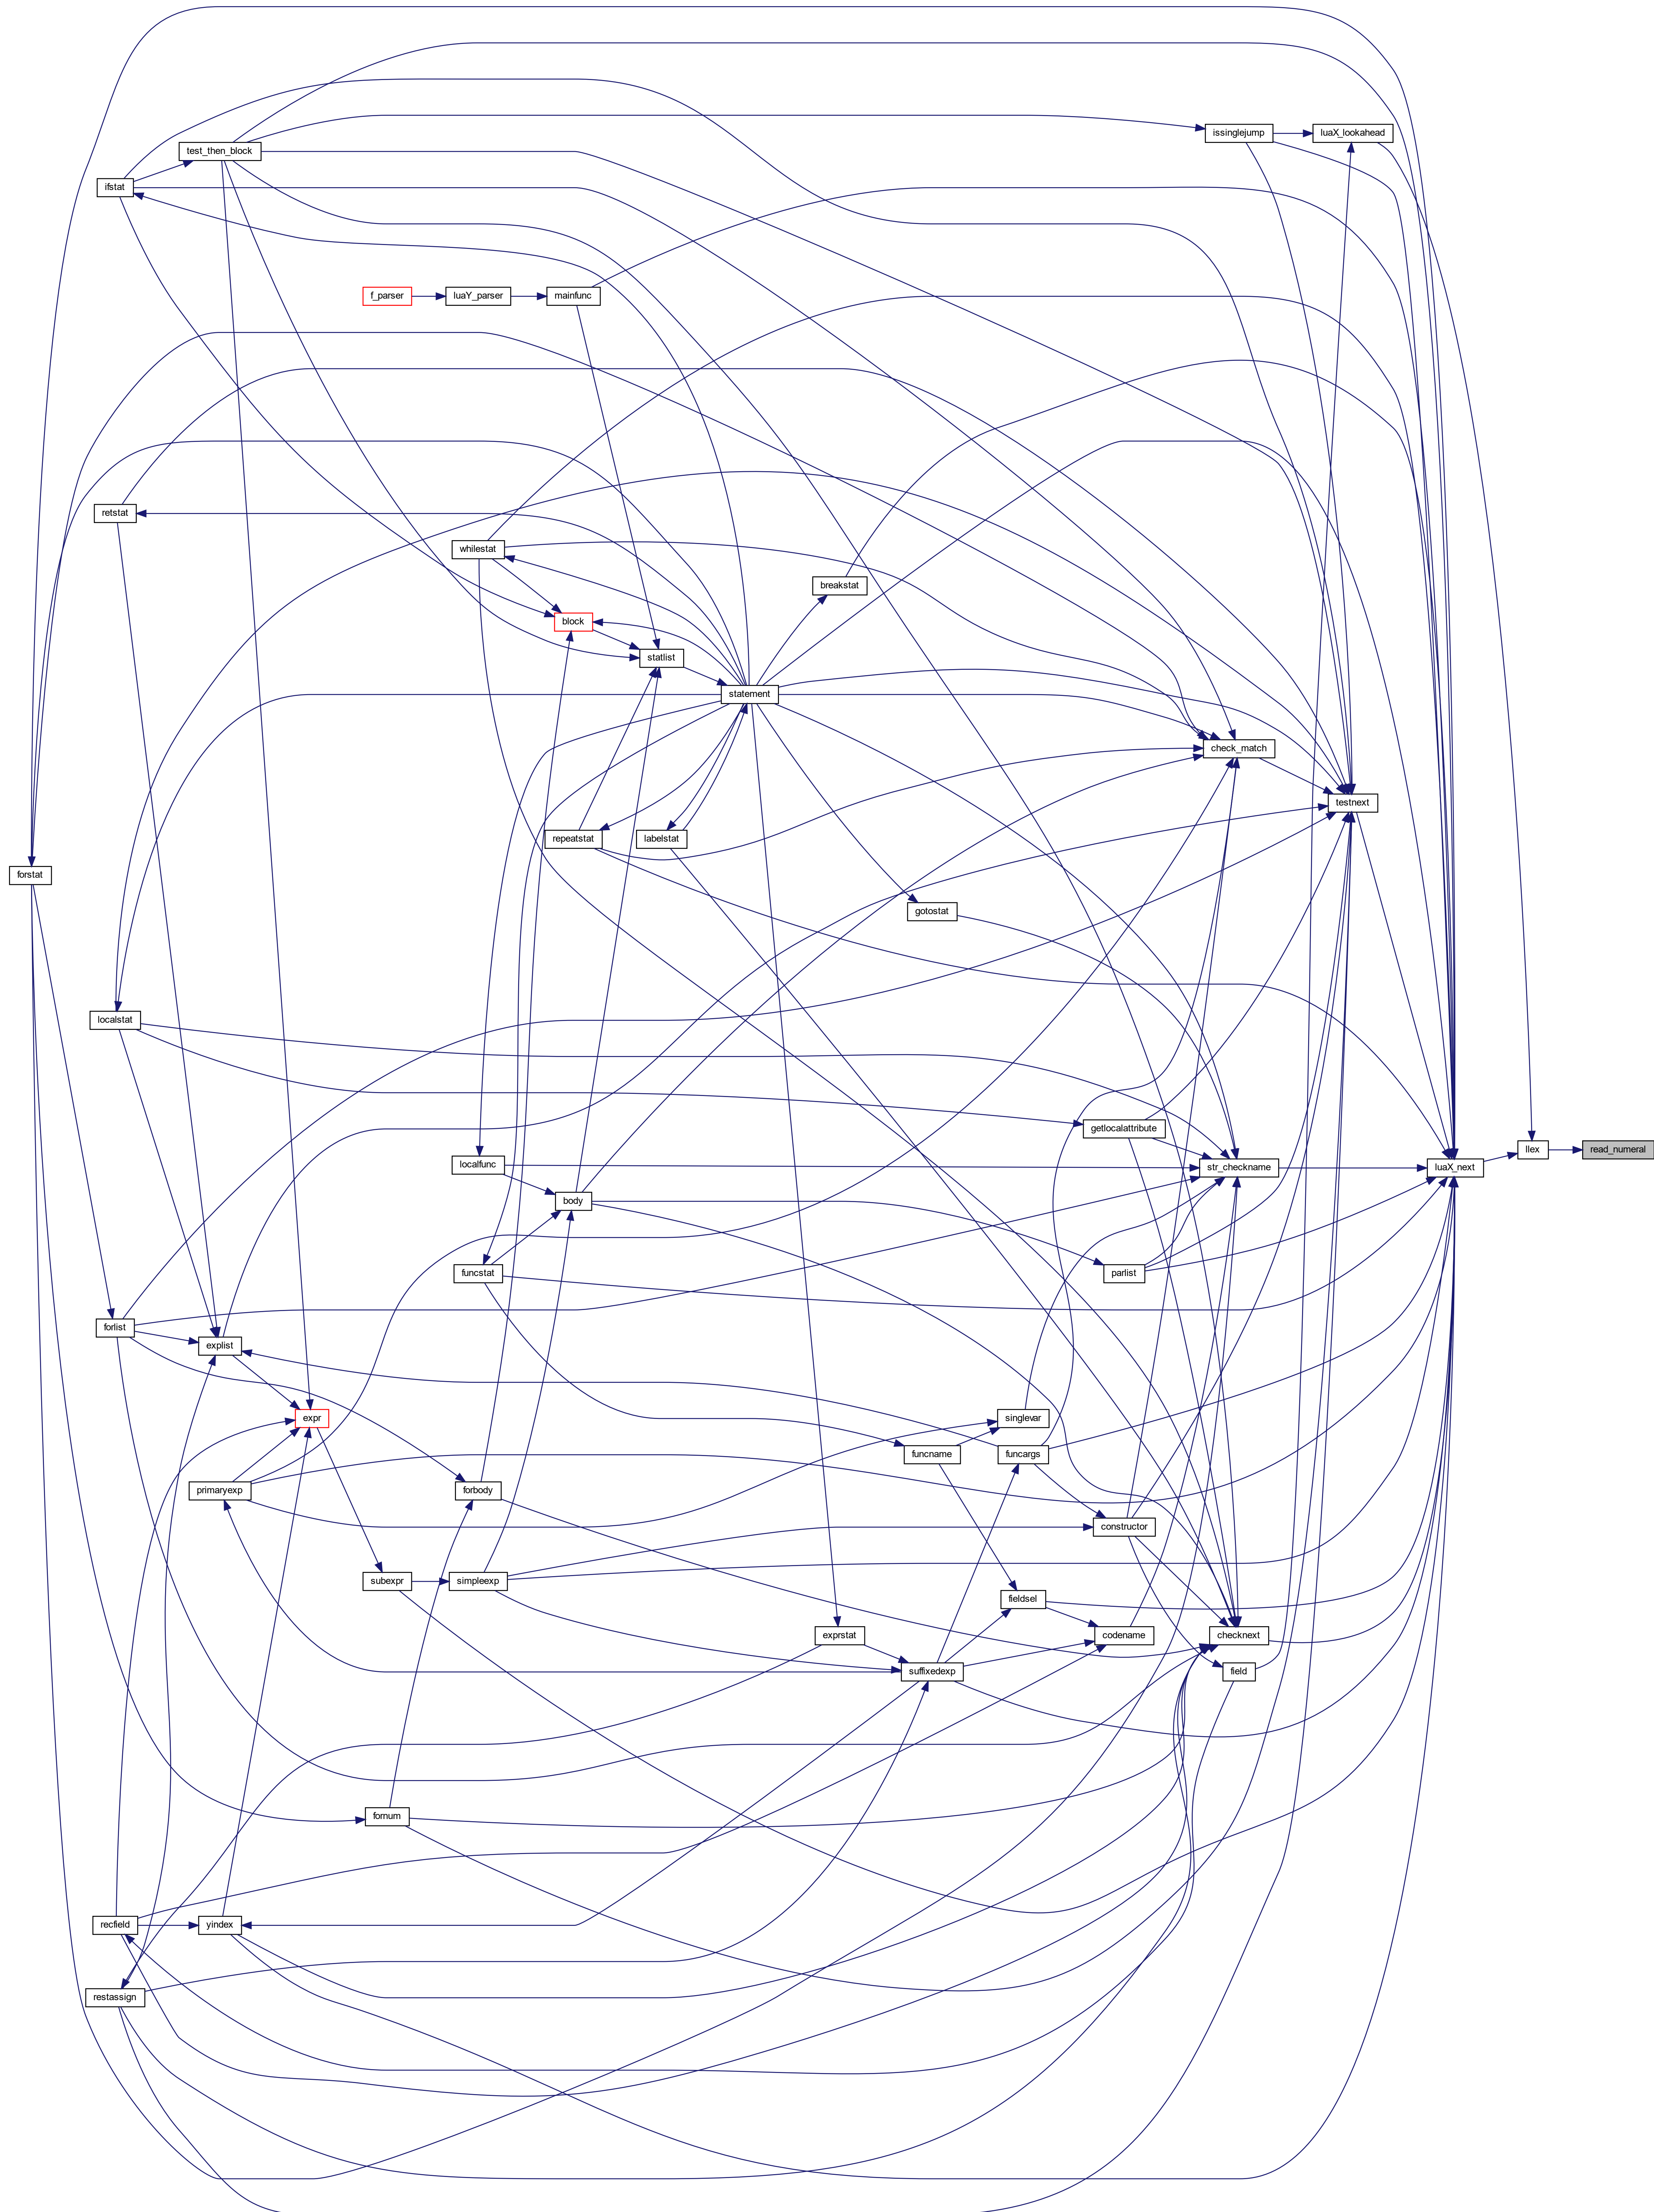 issinglejump
luaX_lookahead
test_then_block
ifstat
f_parser
luaY_parser
mainfunc
retstat
whilestat
breakstat
block
statlist
statement
check_match
testnext
repeatstat
labelstat
forstat
gotostat
localstat
getlocalattribute
llex
read_numeral
localfunc
str_checkname
luaX_next
body
funcstat
parlist
forlist
explist
expr
singlevar
funcname
funcargs
primaryexp
forbody
constructor
subexpr
simpleexp
fieldsel
exprstat
codename
checknext
suffixedexp
field
fornum
recfield
yindex
restassign